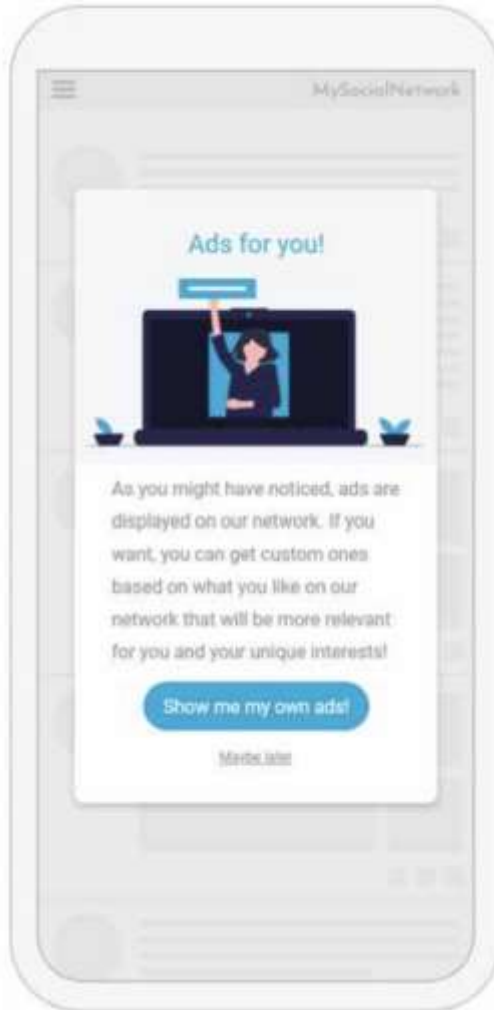 MySocialNetwork
Ads for you!
As you might have noticed, ads are
displayed on our network. If you
want, you can get custom ones
based on what you like on our
network that will be more relevant
for you and your unique interests!
Show me my own ads!
Maybe later